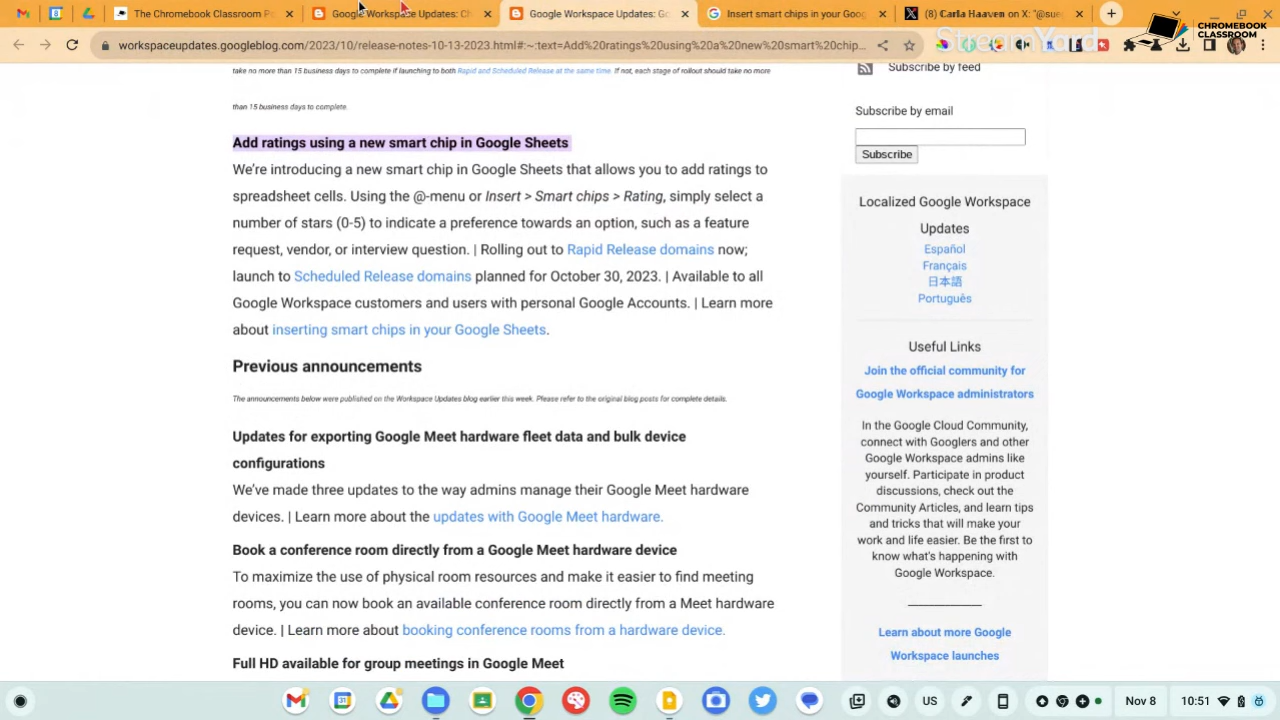 The Chromebook Classroom
Google Workspace Updates: Go
Insert smart chips in your Goog
(8) Carla Haaven on X: "@sue
workspaceupdates.googleblog.com/2023/10/release-notes-10-13-2023.html#:~:text=Add%20ratings%20using%20a%20new%20smart%20chip...
StreamYard
CHROMEBOOK
CLASSROOM
take no more than 15 business days to complete if launching to both Rapid and Scheduled Release at the same time. If not, each stage of rollout should take no more
than 15 business days to complete.
Add ratings using a new smart chip in Google Sheets
We're introducing a new smart chip in Google Sheets that allows you to add ratings to
spreadsheet cells. Using the @-menu or Insert > Smart chips > Rating, simply select a
number of stars (0-5) to indicate a preference towards an option, such as a feature
request, vendor, or interview question. | Rolling out to Rapid Release domains now;
launch to Scheduled Release domains planned for October 30, 2023. | Available to all
Google Workspace customers and users with personal Google Accounts. | Learn more
about inserting smart chips in your Google Sheets.
Previous announcements
The announcements below were published on the Workspace Updates blog earlier this week. Please refer to the original blog posts for complete details.
Updates for exporting Google Meet hardware fleet data and bulk device
configurations
We've made three updates to the way admins manage their Google Meet hardware
devices. | Learn more about the updates with Google Meet hardware.
Book a conference room directly from a Google Meet hardware device
To maximize the use of physical room resources and make it easier to find meeting
rooms, you can now book an available conference room directly from a Meet hardware
device. | Learn more about booking conference rooms from a hardware device.
Full HD available for group meetings in Google Meet
Subscribe by feed
Subscribe by email
Subscribe
Localized Google Workspace
Updates
Español
Français
日本語
Português
Useful Links
Join the official community for
Google Workspace administrators
In the Google Cloud Community,
connect with Googlers and other
Google Workspace admins like
yourself. Participate in product
discussions, check out the
Community Articles, and learn tips
and tricks that will make your
work and life easier. Be the first to
know what's happening with
Google Workspace.
Learn about more Google
Workspace launches
US
Nov 8
10:51